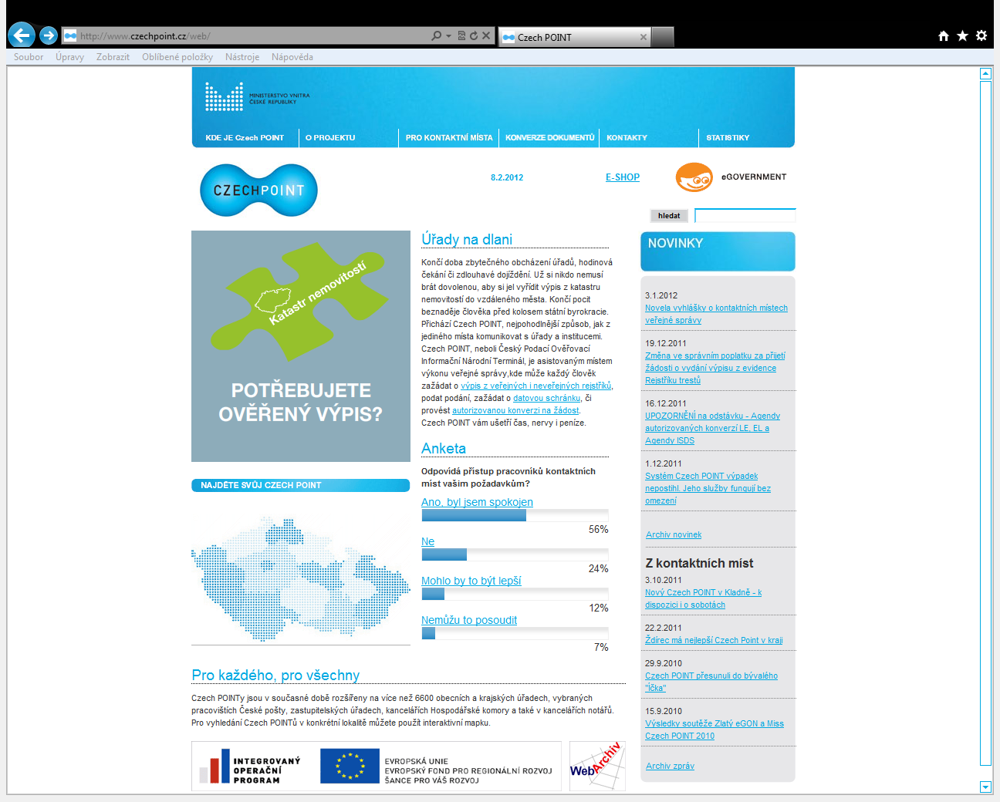 http://www.czechpoint.cz/web/
Czech POINT
Soubor Úpravy Zobrazit Oblíbené položky Nástroje Nápověda
MINISTERSTVO VNITRA
ČESKÉ REPUBLIKY
KDE JE Czech POINT
O PROJEKTU
PRO KONTAKTNÍ MÍSTA
KONVERZE DOKUMENTŮ
KONTAKTY
STATISTIKY
CZECHPOINT
8.2.2012
E-SHOP
eGOVERNMENT
hledat
Katastr nemovitostí
POTŘEBUJETE
OVĚŘENÝ VÝPIS?
NAJDĚTE SVŮJ CZECH POINT
Úřady na dlani
Končí doba zbytečného obcházení úřadů, hodinová
čekání či zdlouhavé dojíždění. Už si nikdo nemusí
brát dovolenou, aby si jel vyřídit výpis z katastru
nemovitostí do vzdáleného města. Končí pocit
beznaděje člověka před kolosem státní byrokracie.
Přichází Czech POINT, nejpohodlnější způsob, jak z
jediného místa komunikovat s úřady a institucemi.
Czech POINT, neboli Český Podací Ověřovací
Informační Národní Terminál, je asistovaným místem
výkonu veřejné správy,kde může každý člověk
zažádat o výpis z veřejných i neveřejných rejstříků,
podat podání, zažádat o datovou schránku, či
provést autorizovanou konverzi na žádost.
Czech POINT vám ušetří čas, nervy i peníze.
Anketa
Odpovídá přístup pracovníků kontaktních
míst vašim požadavkům?
Ano, byl jsem spokojen
56%
Ne
24%
Mohlo by to být lepší
12%
Nemůžu to posoudit
7%
NOVINKY
3.1.2012
Novela vyhlášky o kontaktních místech
veřejné správy
19.12.2011
Změna ve správním poplatku za přijetí
žádosti o vydání výpisu z evidence
Rejstříku trestů
16.12.2011
UPOZORNĚNÍ na odstávku - Agendy
autorizovaných konverzí LE, EL a
Agendy ISDS
1.12.2011
Systém Czech POINT výpadek
nepostihl. Jeho služby fungují bez
omezení
Archiv novinek
Z kontaktních míst
3.10.2011
Nový Czech POINT v Kladně - k
dispozici i o sobotách
22.2.2011
Ždírec má nejlepší Czech Point v kraji
29.9.2010
Czech POINT přesunuli do bývalého
"Íčka"
15.9.2010
Výsledky soutěže Zlatý eGON a Miss
Czech POINT 2010
Archiv zpráv
Pro každého, pro všechny
Czech POINTy jsou v současné době rozšířeny na více než 6600 obecních a krajských úřadech, vybraných
pracovištích České pošty, zastupitelských úřadech, kancelářích Hospodářské komory a také v kancelářích notářů.
Pro vyhledání Czech POINTů v konkrétní lokalitě můžete použít interaktivní mapku.
INTEGROVANÝ
OPERAČNÍ
PROGRAM
EVROPSKÁ UNIE
EVROPSKÝ FOND PRO REGIONÁLNÍ ROZVOJ
ŠANCE PRO VÁŠ ROZVOJ
WebArchiv